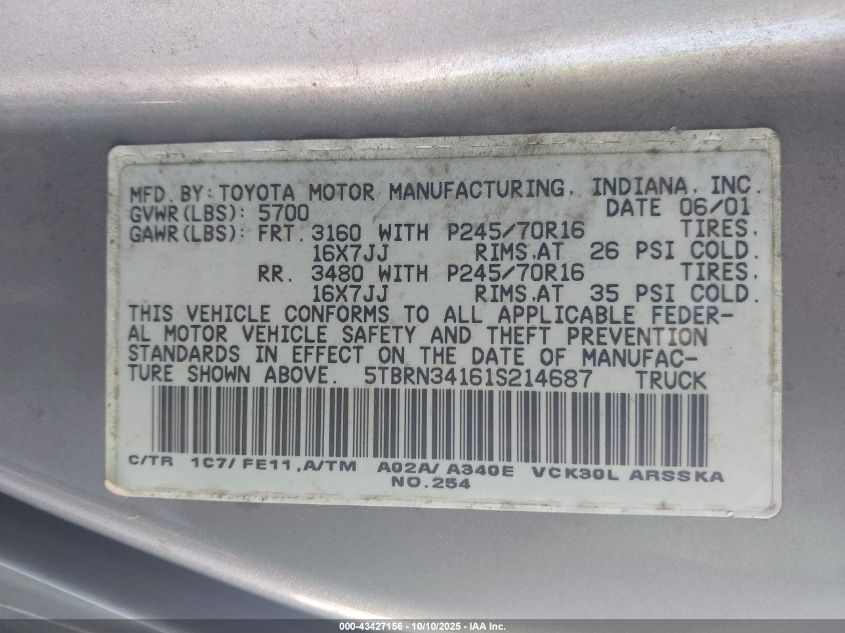 MFD. BY: TOYOTA MOTOR MANUFACTURING, INDIANA, INC.
GVWR(LBS): 5700 DATE 06/01
GAWR(LBS): FRT. 3160 WITH P245/70R16 TIRES,
16X7JJ RIMS,AT 26 PSI COLD.
RR. 3480 WITH P245/70R16 TIRES,
16X7JJ RIMS,AT 35 PSI COLD.
THIS VEHICLE CONFORMS TO ALL APPLICABLE FEDER-
AL MOTOR VEHICLE SAFETY AND THEFT PREVENTION
STANDARDS IN EFFECT ON THE DATE OF MANUFAC-
TURE SHOWN ABOVE. 5TBRN34161S214687 TRUCK
C/TR 1C7/ FE11,A/TM A02A/ A340E VCK30L ARSSKA
NO.254
000-43427156 - 10/10/2025 - IAA Inc.